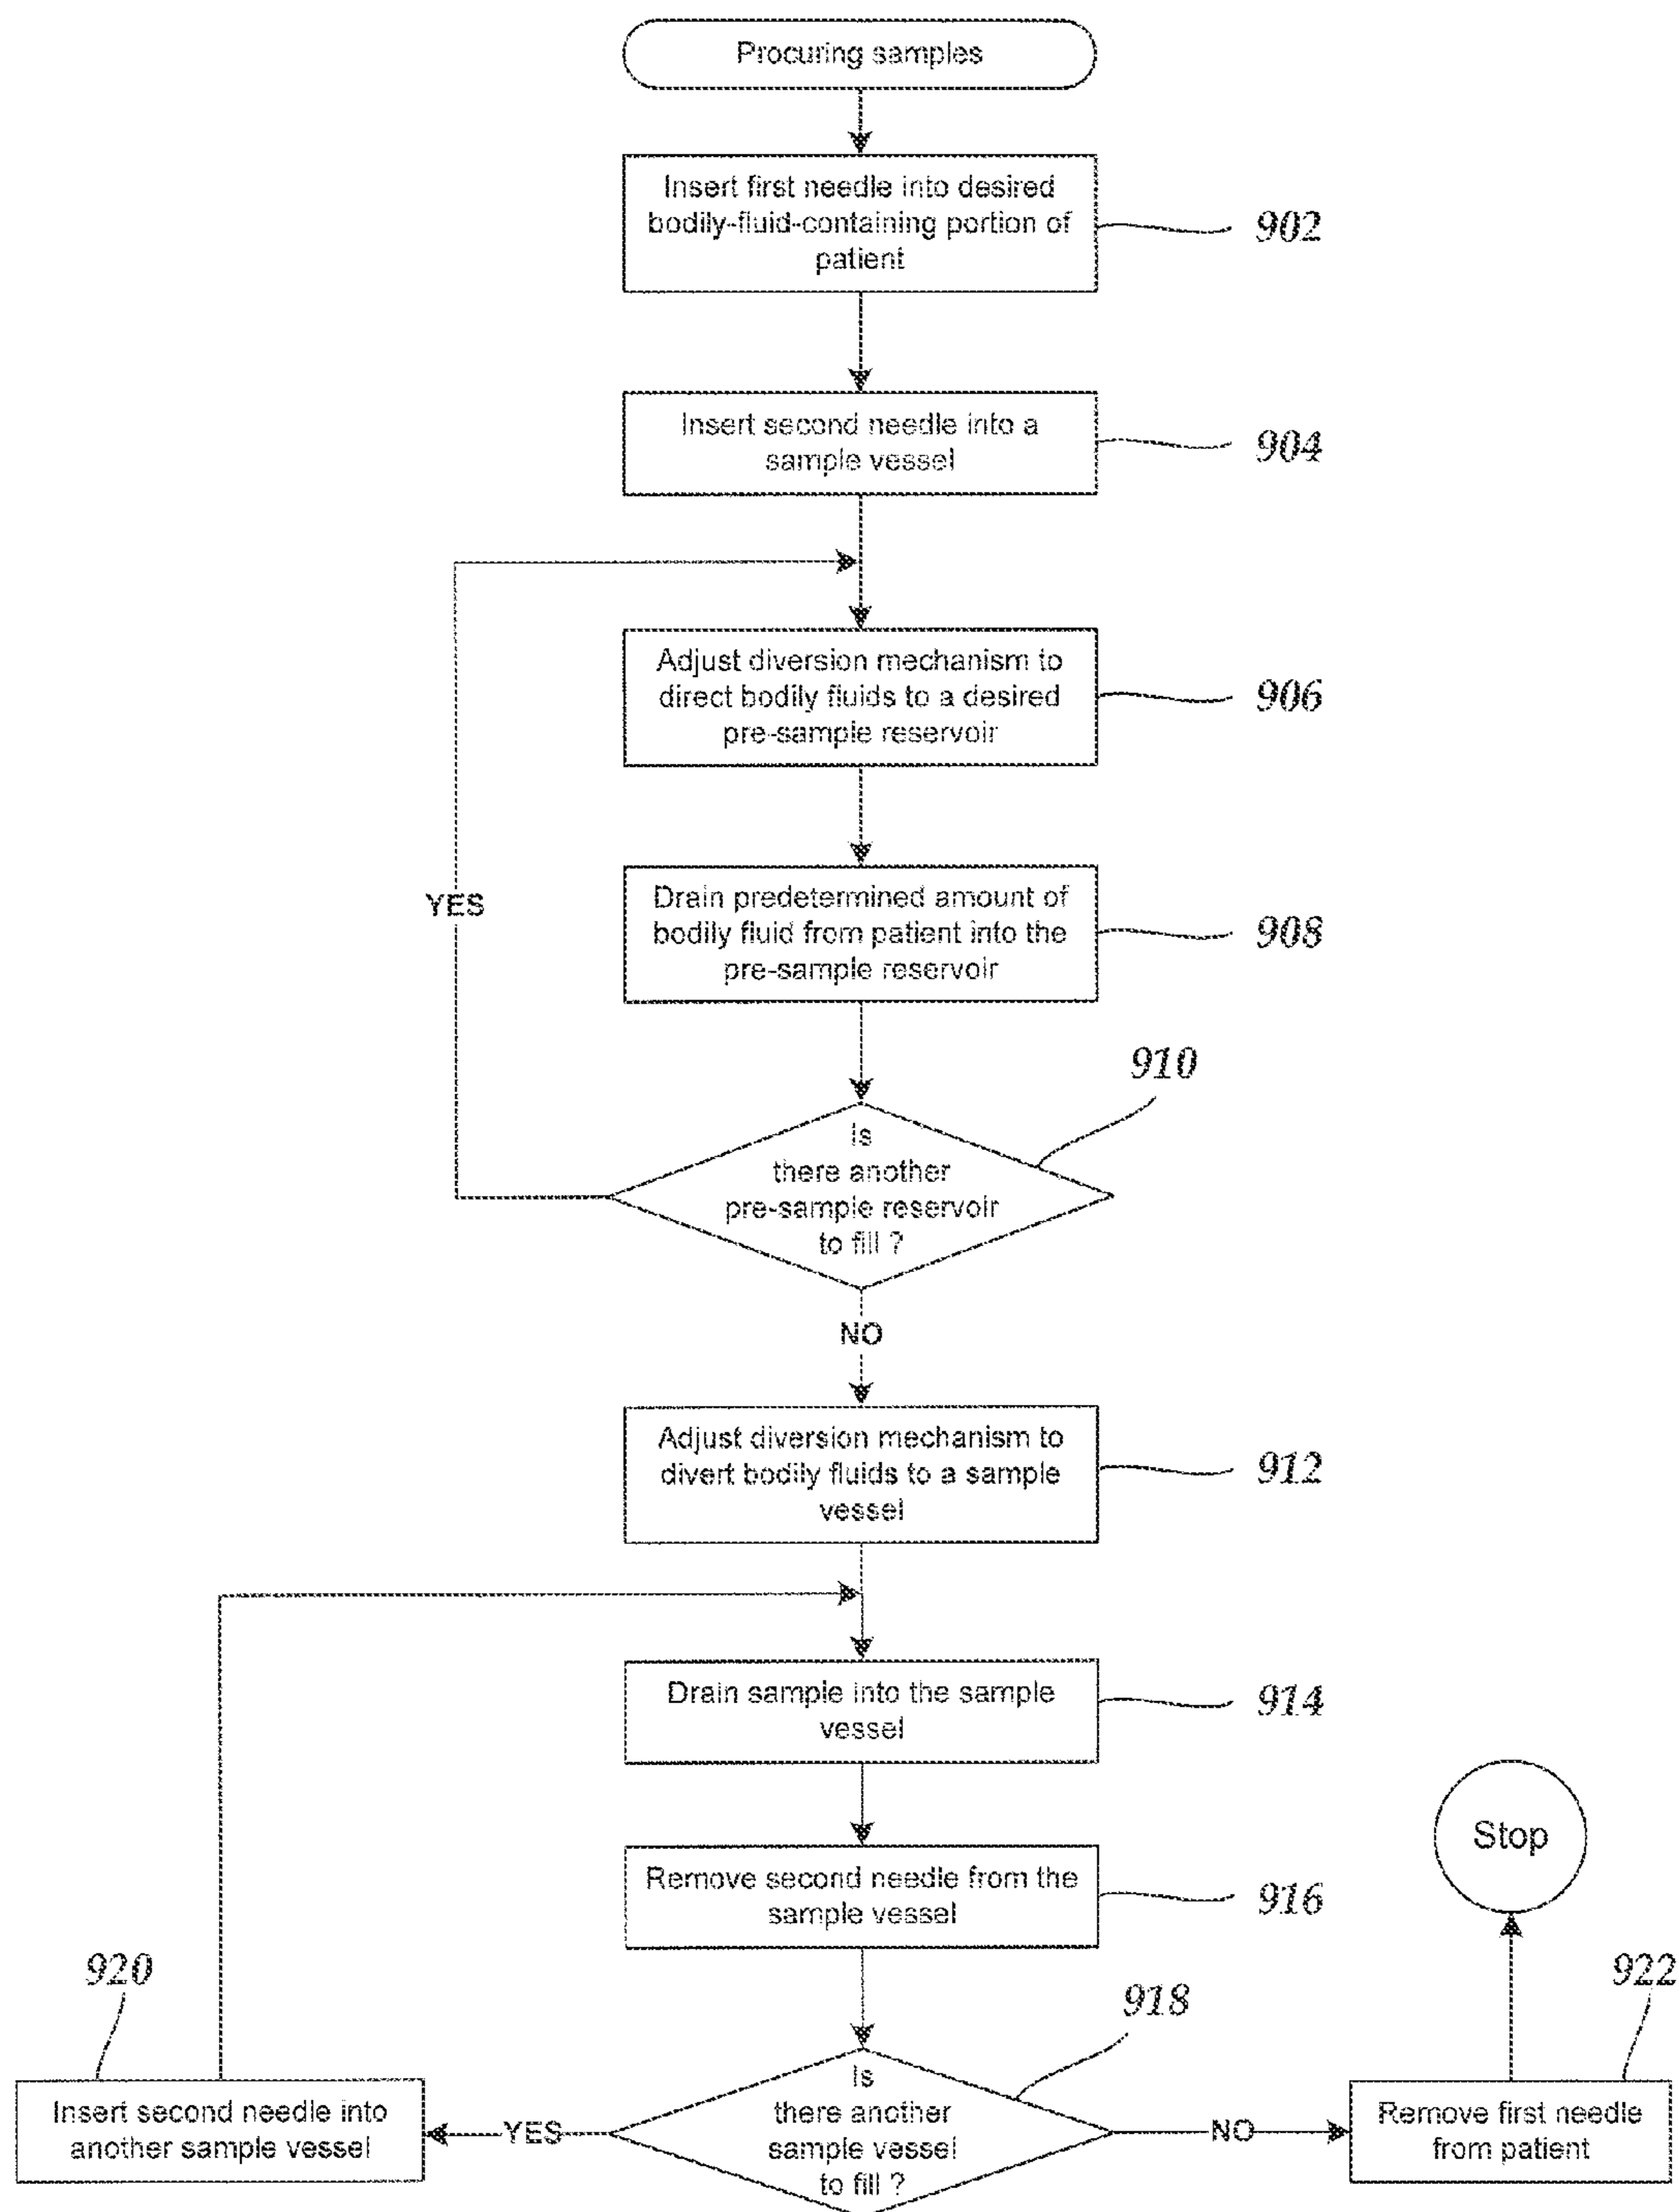 Procuring samples
Insert first needle into desired
bodily-fluid-containing portion of
patient
902
Insert second needle into a
sample vessel
904
Adjust diversion mechanism to
direct bodily fluids to a desired
pre-sample reservoir
906
Drain predetermined amount of
bodily fluid from patient into the
pre-sample reservoir
908
YES
910
Is
there another
pre-sample reservoir
to fill ?
NO
Adjust diversion mechanism to
divert bodily fluids to a sample
vessel
912
Drain sample into the sample
vessel
914
Remove second needle from the
sample vessel
916
Stop
920
918
922
Insert second needle into
another sample vessel
YES
Is
there another
sample vessel
to fill ?
NO
Remove first needle
from patient